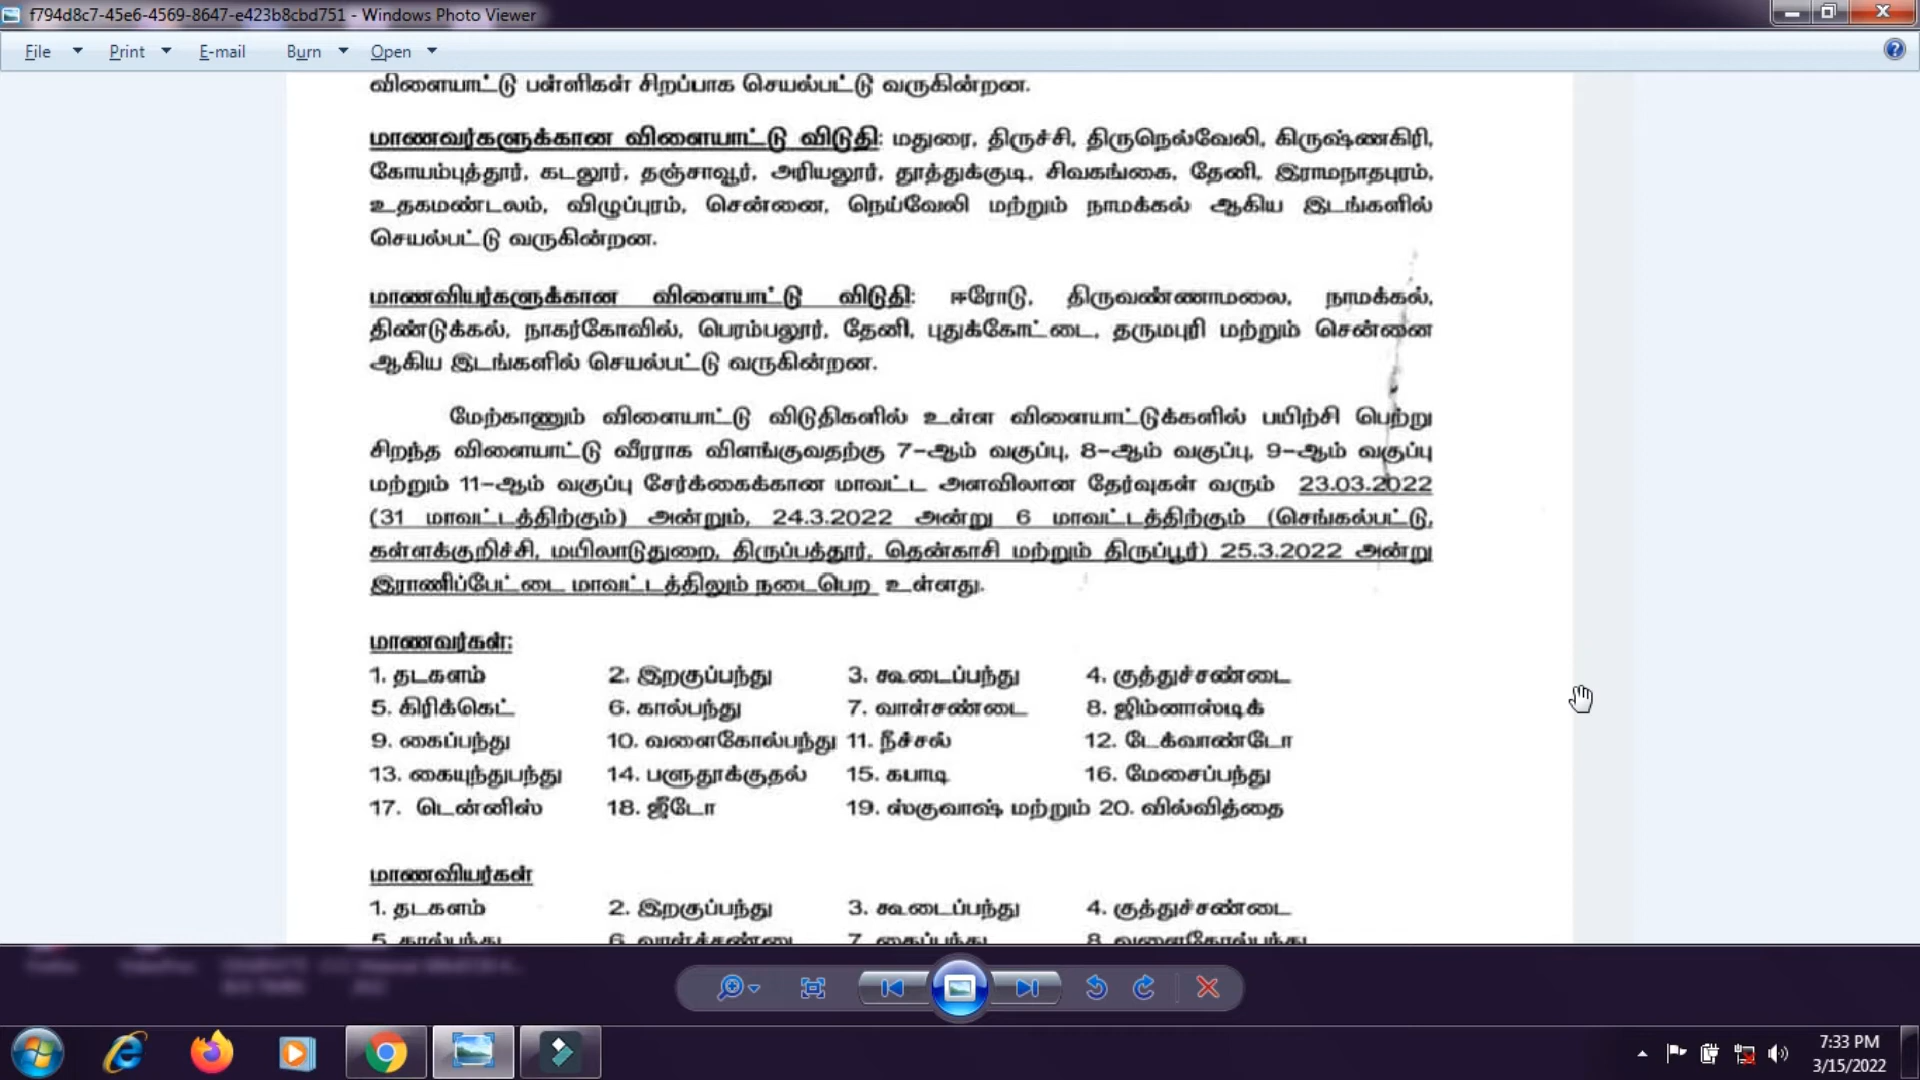 f794d8c7-45e6-4569-8647-e423b8cbd751 - Windows Photo Viewer
File Print E-mail Burn Open
விளையாட்டு பள்ளிகள் சிறப்பாக செயல்பட்டு வருகின்றன.
மாணவர்களுக்கான விளையாட்டு விடுதி: மதுரை, திருச்சி, திருநெல்வேலி, கிருஷ்ணகிரி,
கோயம்புத்தூர், கடலூர், தஞ்சாவூர், அரியலூர், தூத்துக்குடி, சிவகங்கை, தேனி, இராமநாதபுரம்,
உதகமண்டலம், விழுப்புரம், சென்னை, நெய்வேலி மற்றும் நாமக்கல் ஆகிய இடங்களில்
செயல்பட்டு வருகின்றன.
மாணவியர்களுக்கான விளையாட்டு விடுதி: ஈரோடு, திருவண்ணாமலை, நாமக்கல்,
திண்டுக்கல், நாகர்கோவில், பெரம்பலூர், தேனி, புதுக்கோட்டை, தருமபுரி மற்றும் சென்னை
ஆகிய இடங்களில் செயல்பட்டு வருகின்றன.
மேற்காணும் விளையாட்டு விடுதிகளில் உள்ள விளையாட்டுக்களில் பயிற்சி பெற்று
சிறந்த விளையாட்டு வீரராக விளங்குவதற்கு 7-ஆம் வகுப்பு, 8-ஆம் வகுப்பு, 9-ஆம் வகுப்பு
மற்றும் 11-ஆம் வகுப்பு சேர்க்கைக்கான மாவட்ட அளவிலான தேர்வுகள் வரும் 23.03.2022
(31 மாவட்டத்திற்கும்) அன்றும், 24.3.2022 அன்று 6 மாவட்டத்திற்கும் (செங்கல்பட்டு,
கள்ளக்குறிச்சி, மயிலாடுதுறை, திருப்பத்தூர், தென்காசி மற்றும் திருப்பூர்) 25.3.2022 அன்று
இராணிப்பேட்டை மாவட்டத்திலும் நடைபெற உள்ளது.
மாணவர்கள்:
1. தடகளம் 2. இறகுப்பந்து 3. கூடைப்பந்து 4. குத்துச்சண்டை
5. கிரிக்கெட் 6. கால்பந்து 7. வாள்சண்டை 8. ஜிம்னாஸ்டிக்
9. கைப்பந்து 10. வளைகோல்பந்து 11. நீச்சல் 12. டேக்வாண்டோ
13. கையுந்துபந்து 14. பளுதூக்குதல் 15. கபாடி 16. மேசைப்பந்து
17. டென்னிஸ் 18. ஜீடோ 19. ஸ்குவாஷ் மற்றும் 20. வில்வித்தை
மாணவியர்கள்
1. தடகளம் 2. இறகுப்பந்து 3. கூடைப்பந்து 4. குத்துச்சண்டை
5. கால்பந்து 6. வாள்ச்சண்டை 7. கைப்பந்து 8. வளைகோல்பந்து
7:33 PM
3/15/2022